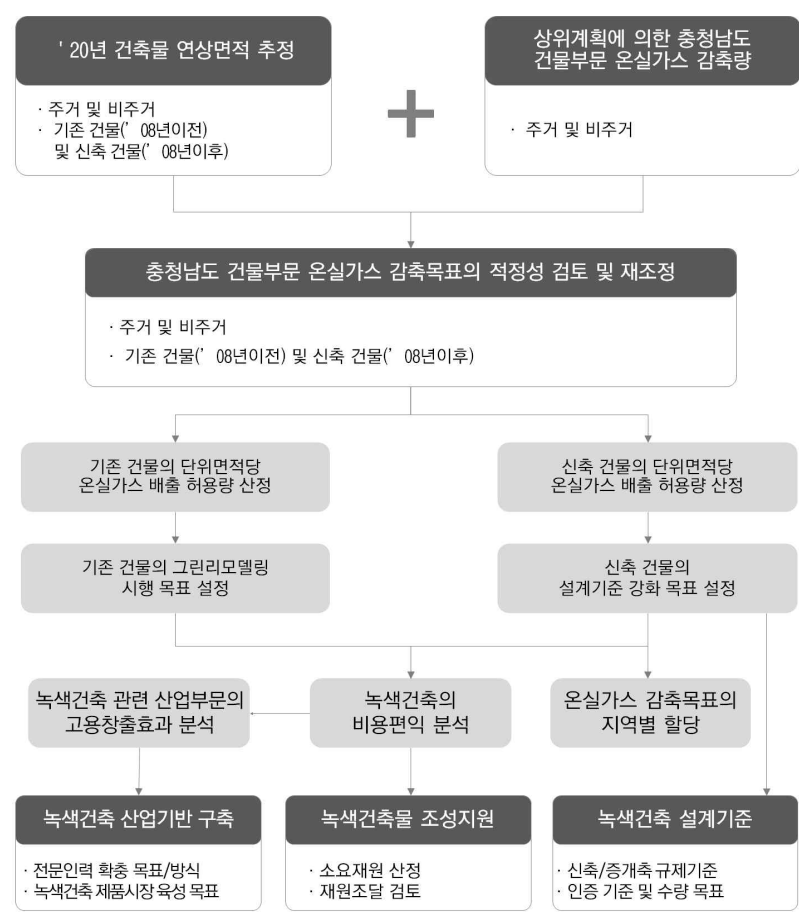 ' 20년 건축물 연상면적 추정
· 주거 및 비주거
· 기존 건물(’ 08년이전)
및 신축 건물(’ 08년이후)
상위계획에 의한 충청남도
건물부문 온실가스 감축량
· 주거 및 비주거
충청남도 건물부문 온실가스 감축목표의 적정성 검토 및 재조정
· 주거 및 비주거
· 기존 건물(’ 08년이전) 및 신축 건물(’ 08년이후)
기존 건물의 단위면적당
온실가스 배출 허용량 산정
신축 건물의 단위면적당
온실가스 배출 허용량 산정
기존 건물의 그린리모델링
시행 목표 설정
신축 건물의
설계기준 강화 목표 설정
녹색건축 관련 산업부문의
고용창출효과 분석
녹색건축의
비용편익 분석
온실가스 감축목표의
지역별 할당
녹색건축 산업기반 구축
· 전문인력 확충 목표/방식
· 녹색건축 제품시장 육성 목표
녹색건축물 조성지원
· 소요재원 산정
· 재원조달 검토
녹색건축 설계기준
· 신축/증개축 규제기준
· 인증 기준 및 수량 목표